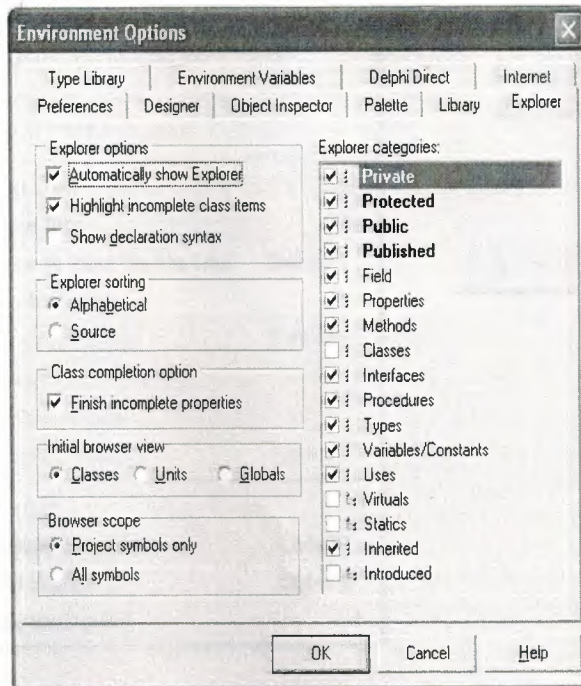 Environment Options
Type Library Environment Variables Delphi Direct Internet
Preferences Designer Object Inspector Palette Library Explorer
Explorer options
Automatically show Explorer
Highlight incomplete class items
Show declaration syntax
Explorer sorting
Alphabetical
Source
Class completion option
Finish incomplete properties
Initial browser view
Classes Units Globals
Browser scope
Project symbols only
All symbols
Explorer categories:
Private
Protected
Public
Published
Field
Properties
Methods
Classes
Interfaces
Procedures
Types
Variables/Constants
Uses
Virtuals
Statics
Inherited
Introduced
OK Cancel Help